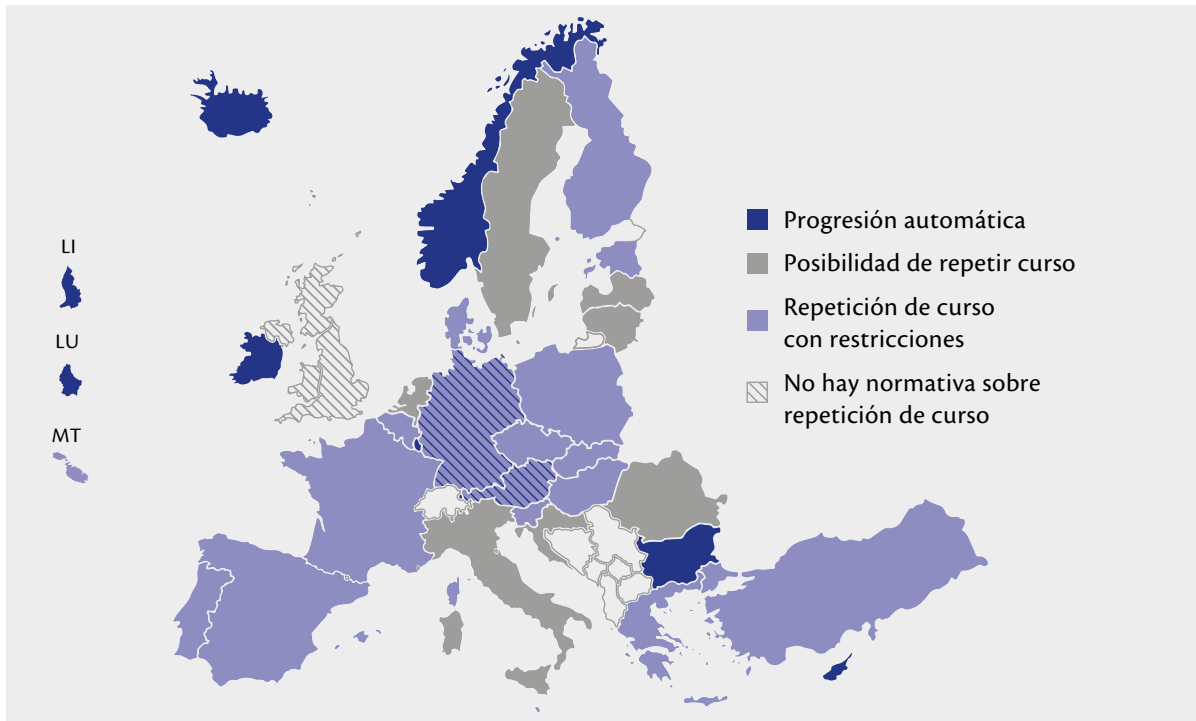 LI
LU
MT
Progresión automática
Posibilidad de repetir curso
Repetición de curso
con restricciones
No hay normativa sobre
repetición de curso